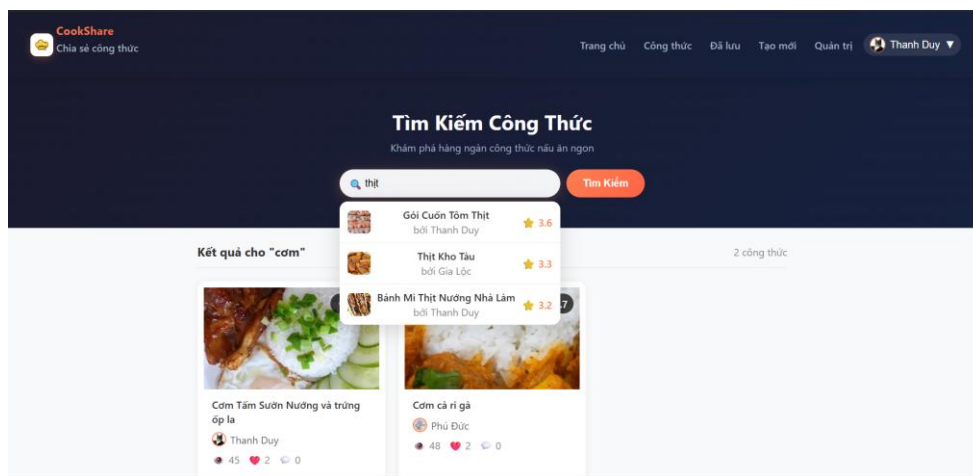 CookShare
Chia sẻ công thức
Trang chủ Công thức Đã lưu Tạo mới Quản trị Thanh Duy ▼
Tìm Kiếm Công Thức
Khám phá hàng ngàn công thức nấu ăn ngon
thịt
Tìm Kiếm
Gỏi Cuốn Tôm Thịt
bởi Thanh Duy
3.6
Thịt Kho Tàu
bởi Gia Lộc
3.3
Bánh Mì Thịt Nướng Nhà Làm
bởi Thanh Duy
3.2
Kết quả cho "cơm"
2 công thức
Cơm Tấm Sườn Nướng và trứng
ốp la
Thanh Duy
45 2 0
Cơm cà ri gà
Phú Đức
48 2 0